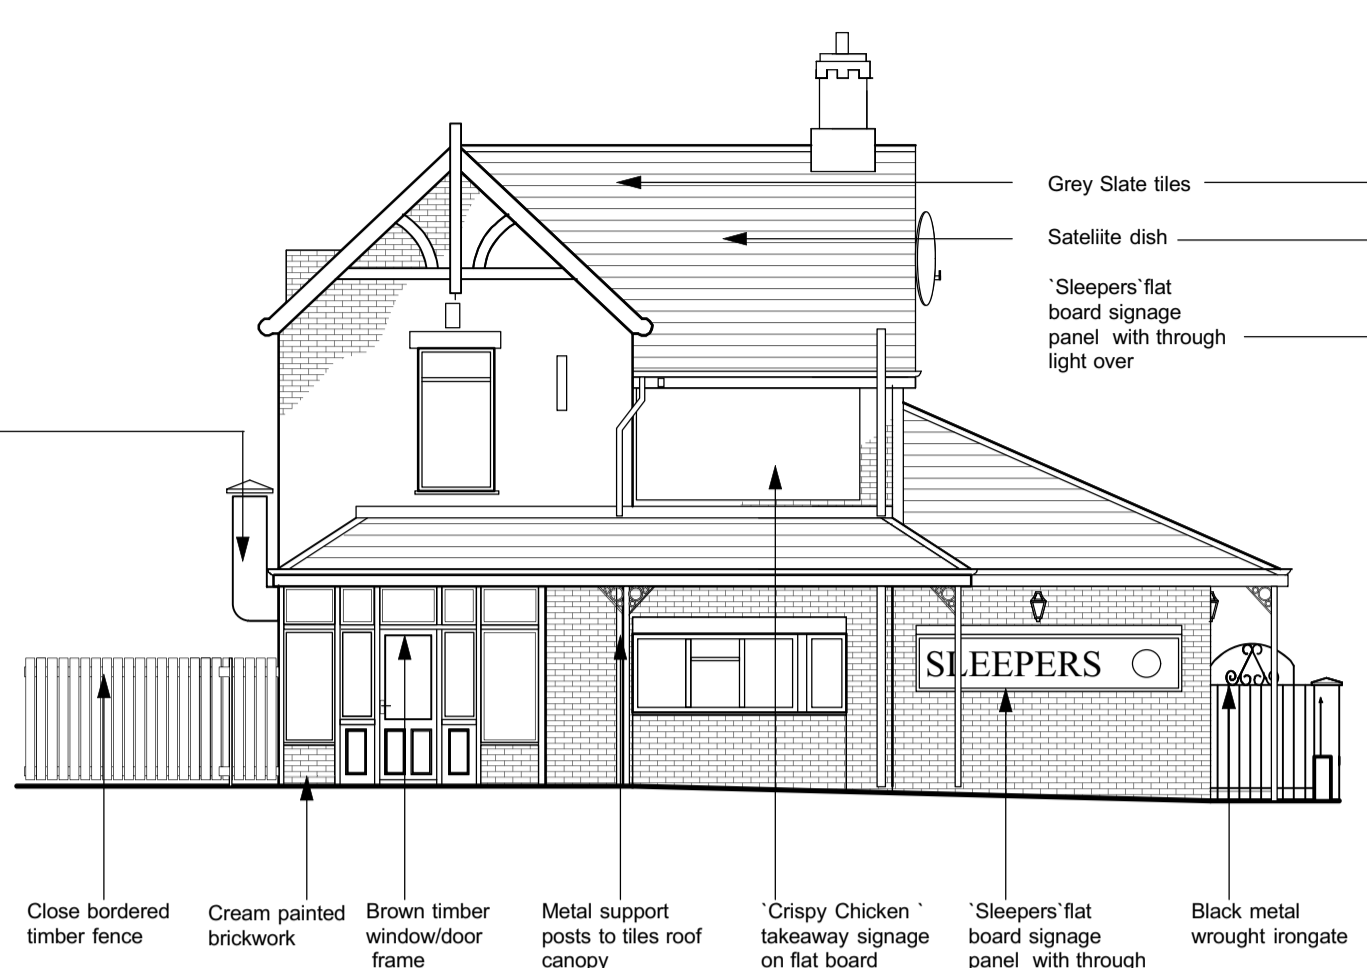 Grey Slate tiles
Sateliite dish
`Sleepers`flat
board signage
panel with through
light over
SLEEPERS
Close bordered
timber fence
Cream painted
brickwork
Brown timber
window/door
frame
Metal support
posts to tiles roof
canopy
`Crispy Chicken `
takeaway signage
on flat board
`Sleepers`flat
board signage
panel with through
Black metal
wrought irongate